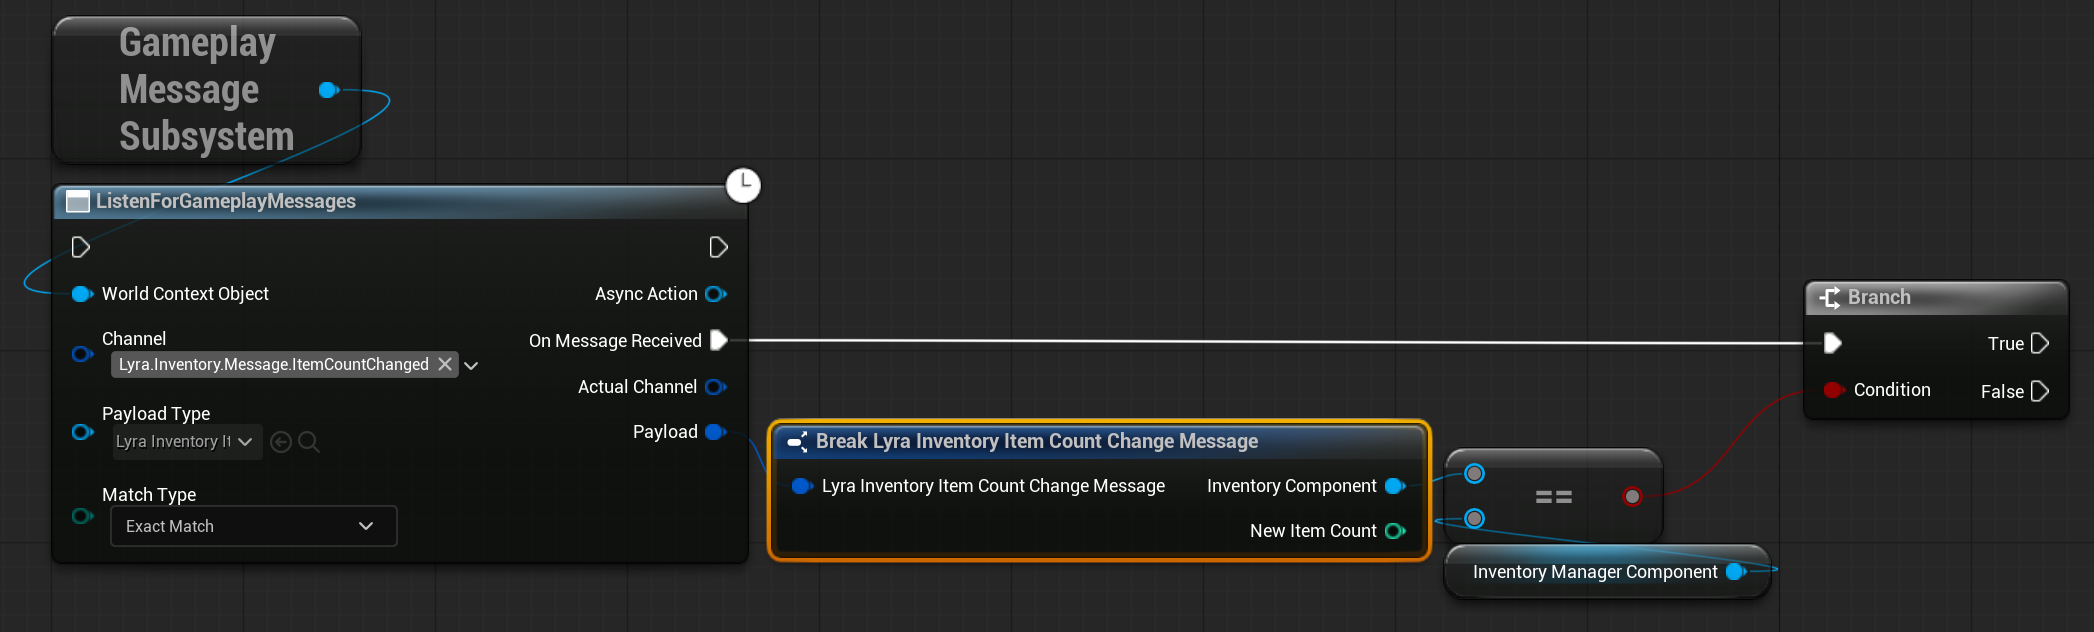 Gameplay
Message
Subsystem
ListenForGameplayMessages
World Context Object
Async Action
Channel
Lyra.Inventory.Message.ItemCountChanged
On Message Received
Actual Channel
Payload Type
Lyra Inventory It
Payload
Match Type
Exact Match
Break Lyra Inventory Item Count Change Message
Lyra Inventory Item Count Change Message
Inventory Component
New Item Count
==
Inventory Manager Component
Branch
True
Condition
False